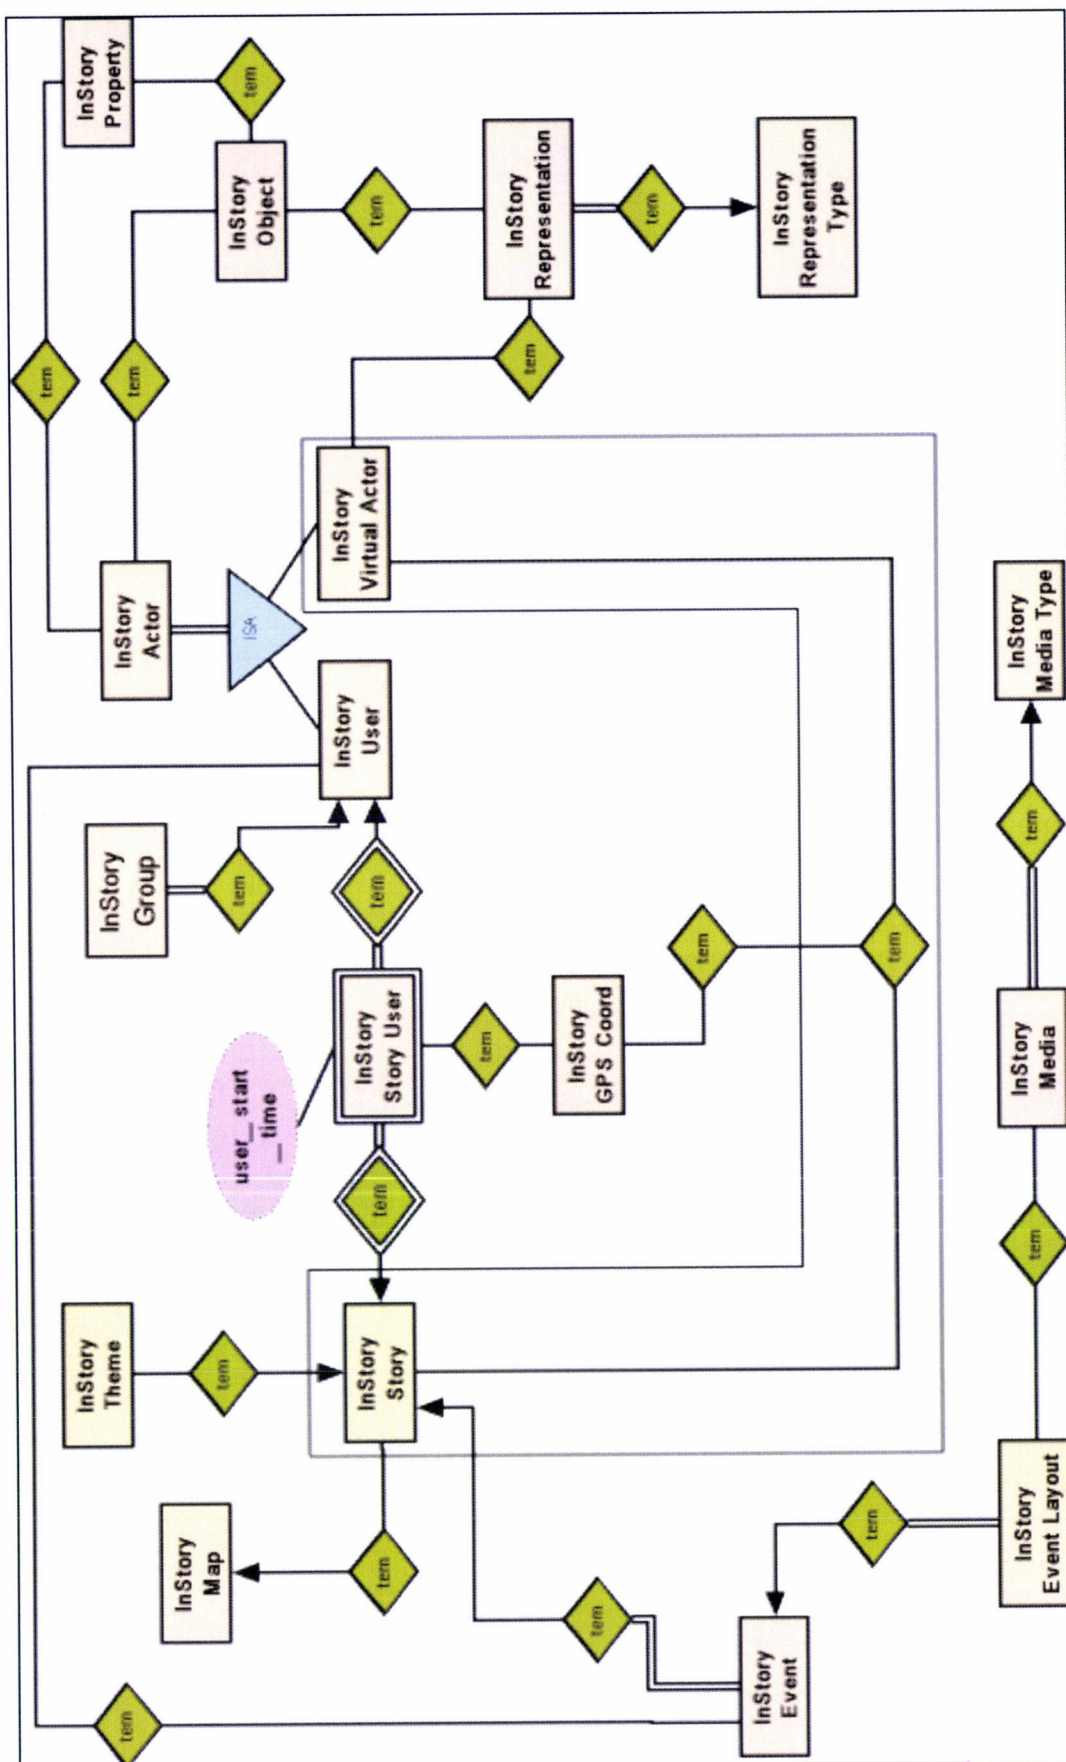 tem
InStory
Theme
InStory
Property
tem
InStory
Group
InStory
Actor
tem
InStory
Map
tem
tem
ISA
tem
user__start
__time
InStory
Object
InStory
Story
tem
InStory
Story User
tem
InStory
User
InStory
Virtual Actor
tem
tem
tem
InStory
Representation
tem
InStory
GPS Coord
tem
tem
tem
InStory
Event
InStory
Representation
Type
tem
tem
InStory
Event Layout
tem
InStory
Media
tem
InStory
Media Type